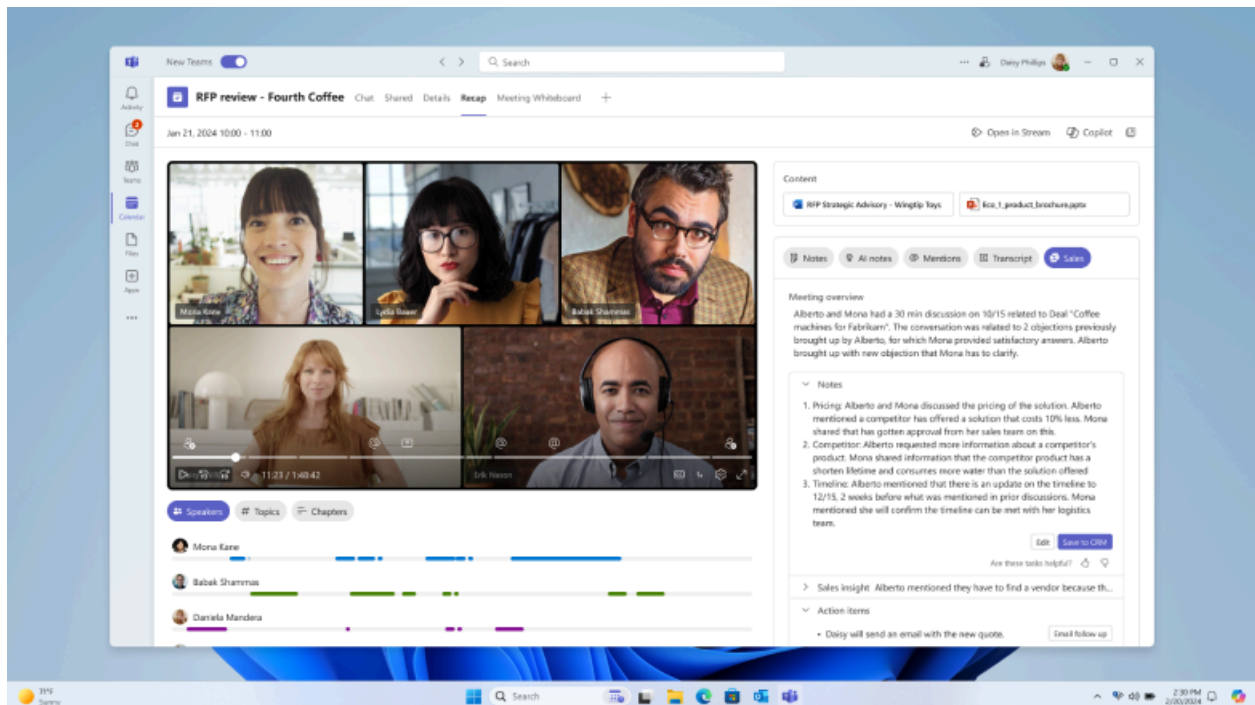 New Teams
Search
Daisy Phillips
Activity
RFP review - Fourth Coffee Chat Shared Details Recap Meeting Whiteboard
2
Chat
Jan 21, 2024 10:00 - 11:00
Open in Stream Copilot
Teams
Calendar
Files
Apps
Mona Kane
Lydia Bauer
Babak Shammas
Erik Nason
11:23 / 1:48:42
Speakers # Topics Chapters
Mona Kane
Babak Shammas
Daniela Mandera
Content
RFP Strategic Advisory - Wingtip Toys
Eco_1_product_brochure.pptx
Notes AI notes Mentions Transcript Sales
Meeting overview
Alberto and Mona had a 30 min discussion on 10/15 related to Deal "Coffee
machines for Fabrikam". The conversation was related to 2 objections previously
brought up by Alberto, for which Mona provided satisfactory answers. Alberto
brought up with new objection that Mona has to clarify.
Notes
1. Pricing: Alberto and Mona discussed the pricing of the solution. Alberto
mentioned a competitor has offered a solution that costs 10% less. Mona
shared that has gotten approval from her sales team on this.
2. Competitor: Alberto requested more information about a competitor's
product. Mona shared information that the competitor product has a
shorten lifetime and consumes more water than the solution offered
3. Timeline: Alberto mentioned that there is an update on the timeline to
12/15, 2 weeks before what was mentioned in prior discussions. Mona
mentioned she will confirm the timeline can be met with her logistics
team.
Edit Save to CRM
Are these tasks helpful?
Sales insight Alberto mentioned they have to find a vendor because th...
Action items
• Daisy will send an email with the new quote.
Email follow up
Sunny
Search
2:30 PM
2/20/2024